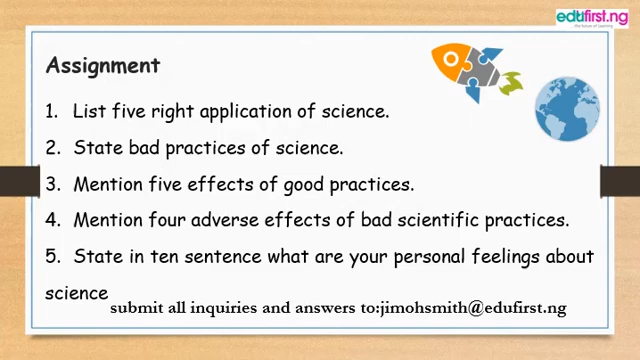 edufirst.ng
the future of learning
Assignment
1. List five right application of science.
2. State bad practices of science.
3. Mention five effects of good practices.
4. Mention four adverse effects of bad scientific practices.
5. State in ten sentence what are your personal feelings about
science
submit all inquiries and answers to:jimohsmith@edufirst.ng